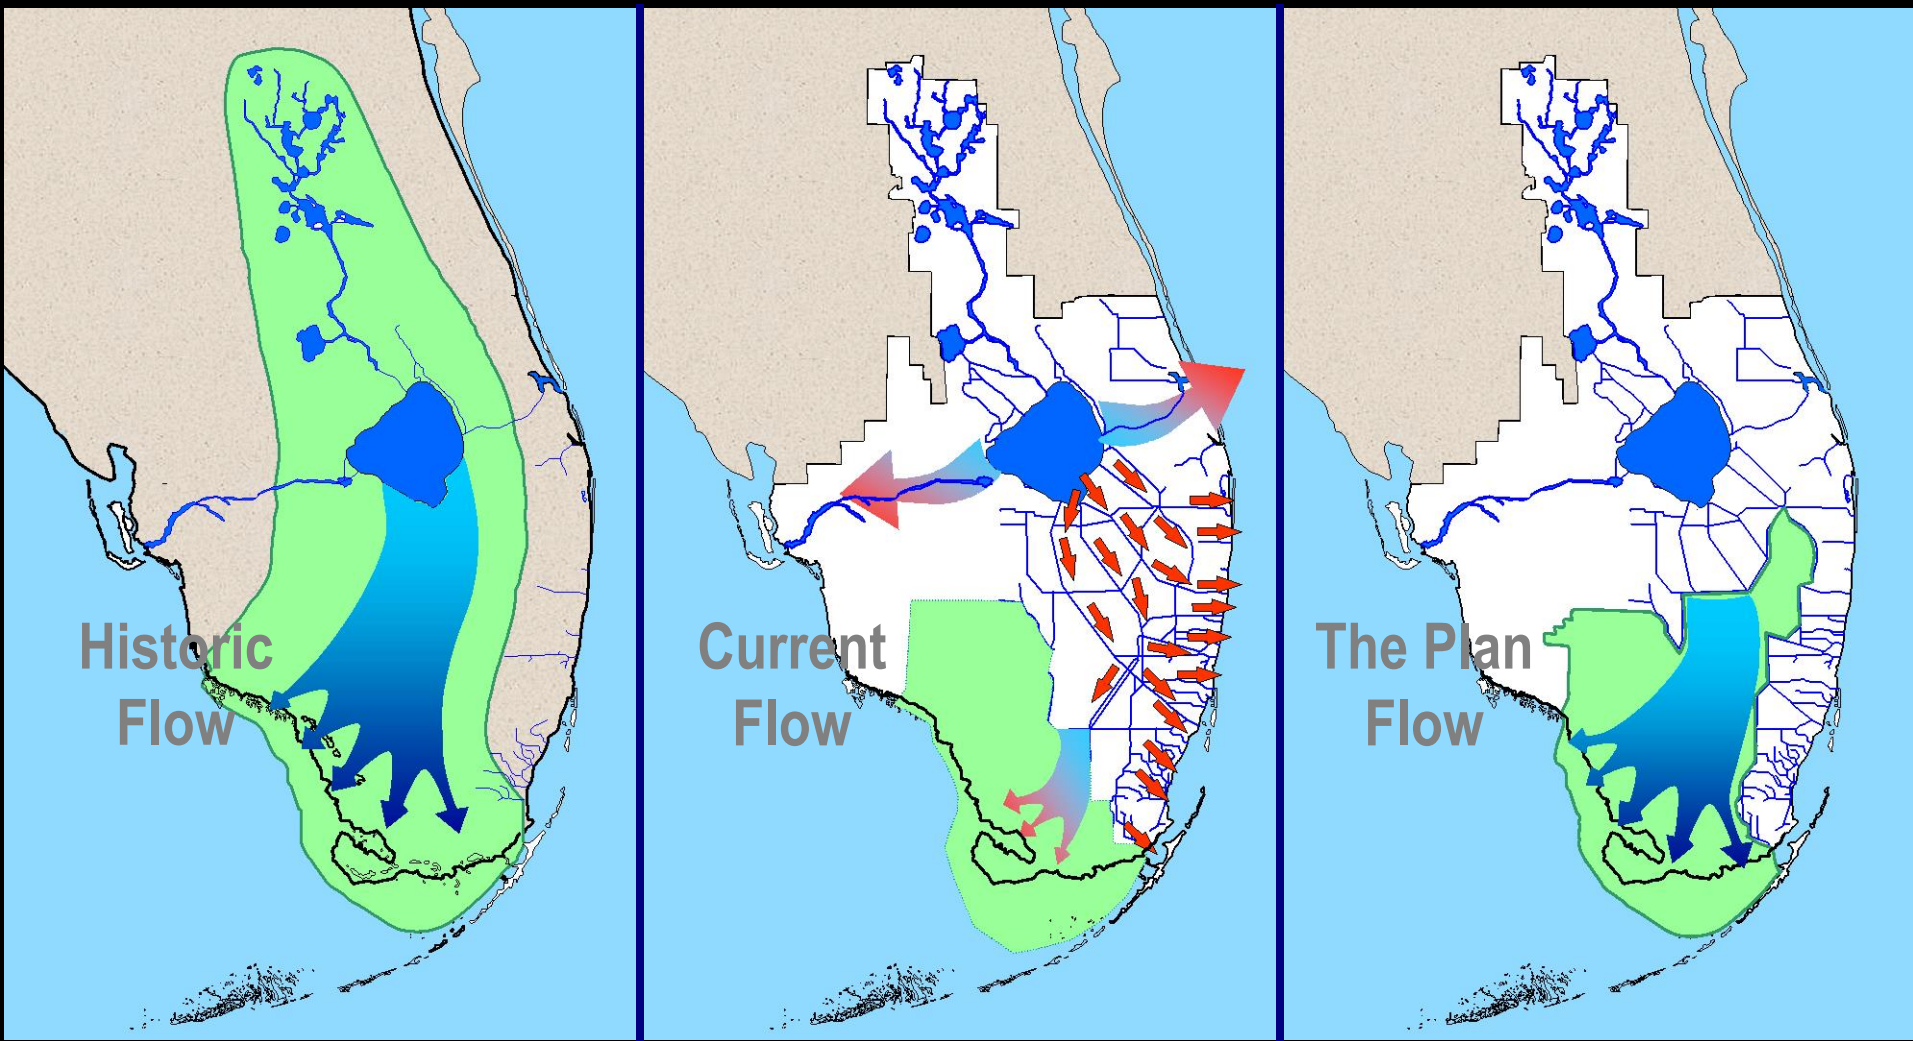 Historic
Flow
Current
Flow
The Plan
Flow